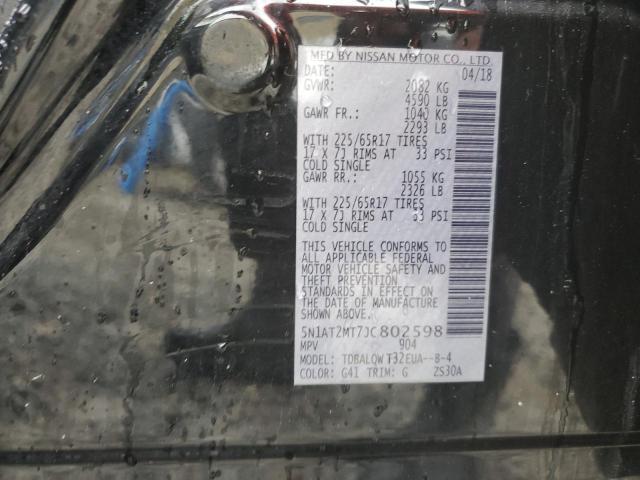 MFD BY NISSAN MOTOR CO., LTD.
DATE: 04/18
GVWR: 2082 KG
4590 LB
GAWR FR.: 1040 KG
2293 LB
WITH 225/65R17 TIRES
17 X 7J RIMS AT 33 PSI
COLD SINGLE
GAWR RR.: 1055 KG
2326 LB
WITH 225/65R17 TIRES
17 X 7J RIMS AT 33 PSI
COLD SINGLE
THIS VEHICLE CONFORMS TO
ALL APPLICABLE FEDERAL
MOTOR VEHICLE SAFETY AND
THEFT PREVENTION
STANDARDS IN EFFECT ON
THE DATE OF MANUFACTURE
SHOWN ABOVE.
5N1AT2MT7JC802598
MPV 904
MODEL: TDBALQWT32EUA--B-4
COLOR: G41 TRIM: G ZS30A